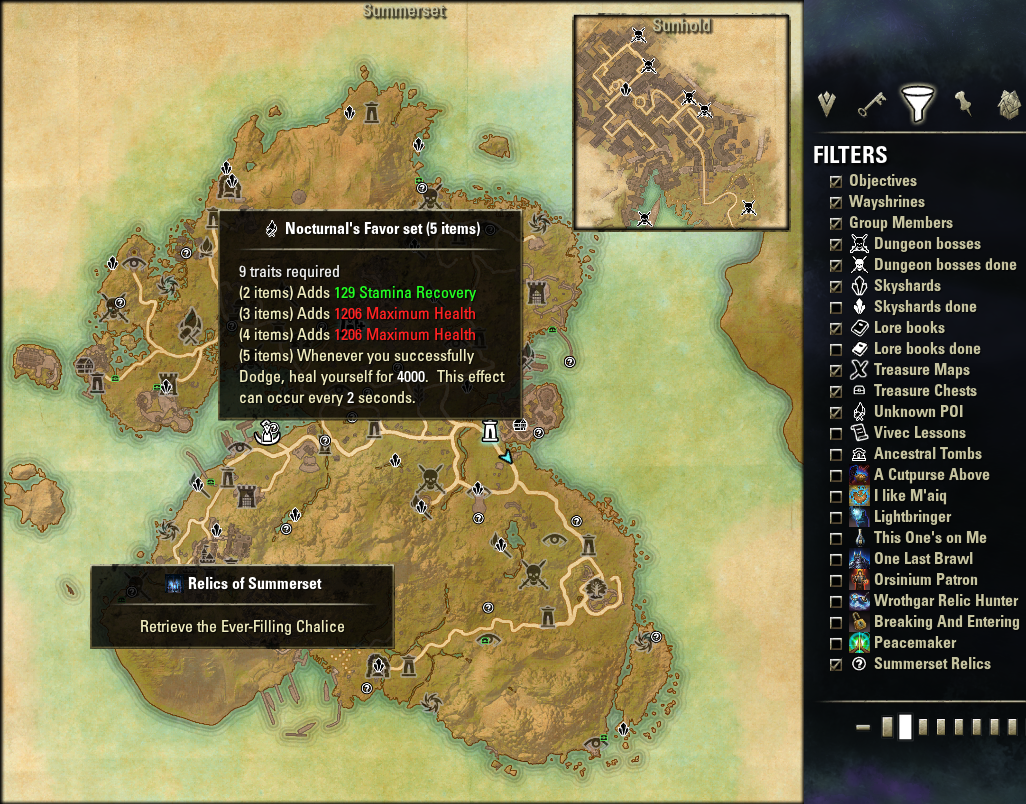 Summerset
Sunhold
Nocturnal's Favor set (5 items)
9 traits required
(2 items) Adds 129 Stamina Recovery
(3 items) Adds 1206 Maximum Health
(4 items) Adds 1206 Maximum Health
(5 items) Whenever you successfully
Dodge, heal yourself for 4000. This effect
can occur every 2 seconds.
Relics of Summerset
Retrieve the Ever-Filling Chalice
FILTERS
Objectives
Wayshrines
Group Members
Dungeon bosses
Dungeon bosses done
Skyshards
Skyshards done
Lore books
Lore books done
Treasure Maps
Treasure Chests
Unknown POI
Vivec Lessons
Ancestral Tombs
A Cutpurse Above
I like M'aiq
Lightbringer
This One's on Me
One Last Brawl
Orsinium Patron
Wrothgar Relic Hunter
Breaking And Entering
Peacemaker
Summerset Relics